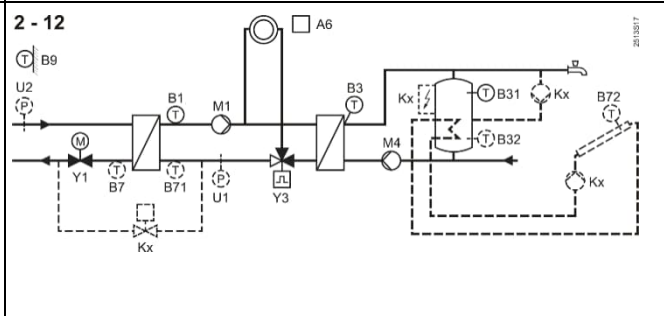 2 - 12
A6
2513S17
T B9
U2
P
B1
T
M1
B3
T
Kx
T B31
Kx
B72
T
M
Y1
T
B7
T
B71
P
U1
Y3
M4
T B32
Kx
Kx